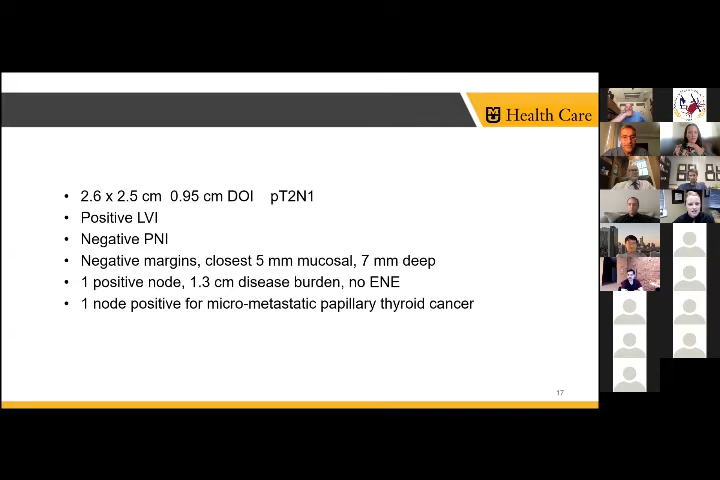 Health Care
• 2.6 x 2.5 cm 0.95 cm DOI pT2N1
• Positive LVI
• Negative PNI
• Negative margins, closest 5 mm mucosal, 7 mm deep
• 1 positive node, 1.3 cm disease burden, no ENE
• 1 node positive for micro-metastatic papillary thyroid cancer
17